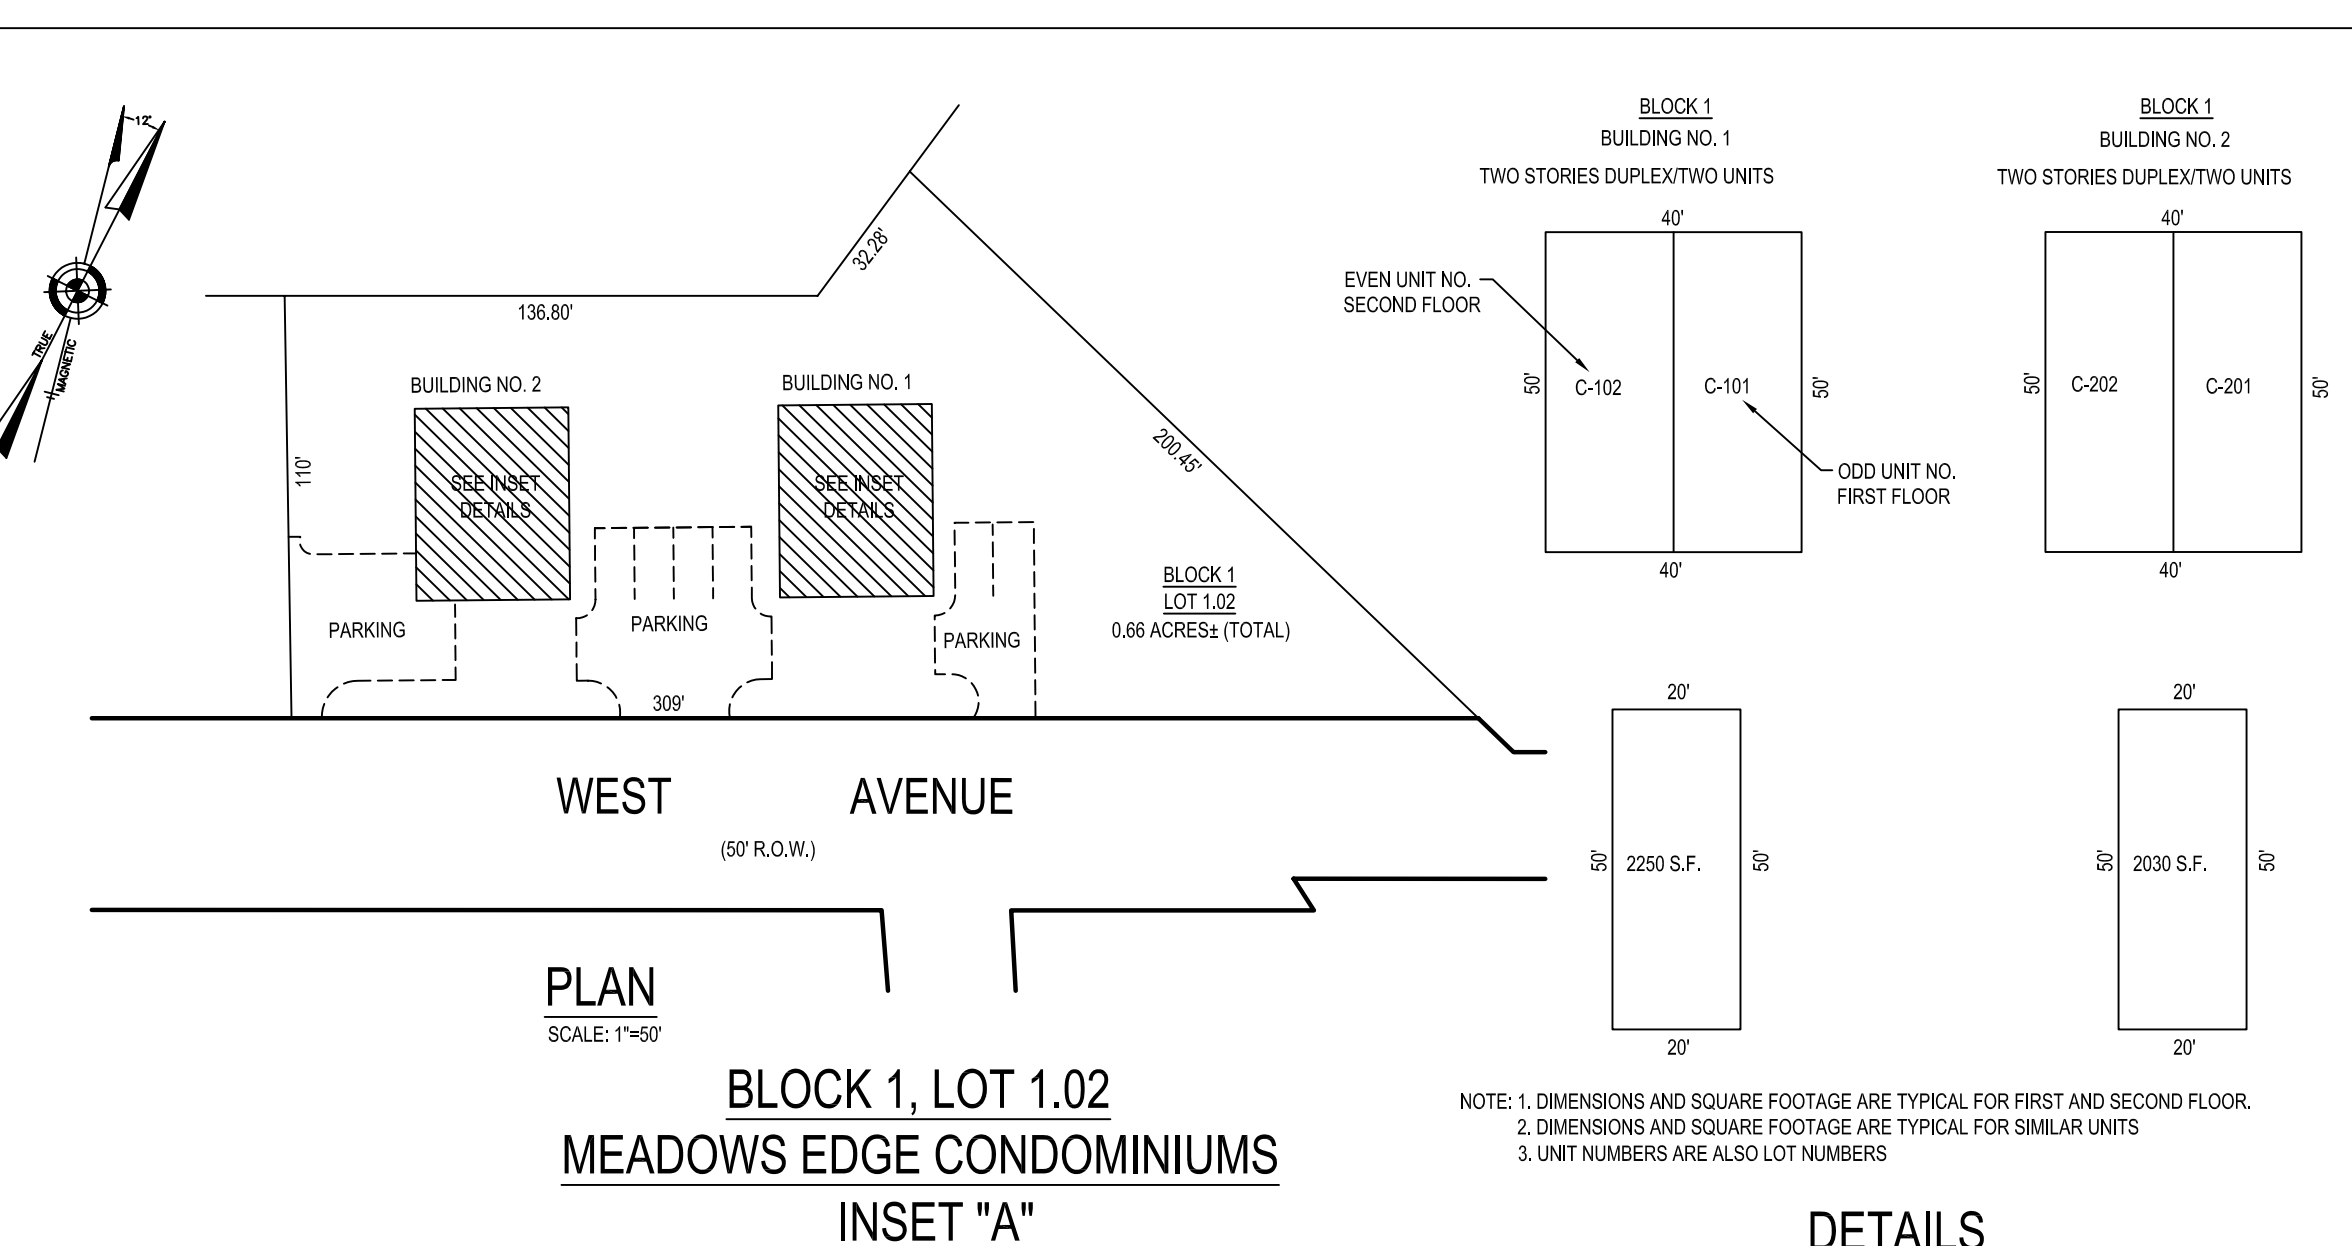 12°
TRUE
MAGNETIC
136.80'
32.28'
200.45'
110'
BUILDING NO. 2
SEE INSET
DETAILS
BUILDING NO. 1
SEE INSET
DETAILS
PARKING
PARKING
PARKING
BLOCK 1
LOT 1.02
0.66 ACRES± (TOTAL)
309'
WEST AVENUE
(50' R.O.W.)
PLAN
SCALE: 1"=50'
BLOCK 1, LOT 1.02
MEADOWS EDGE CONDOMINIUMS
INSET "A"
BLOCK 1
BUILDING NO. 1
TWO STORIES DUPLEX/TWO UNITS
40'
EVEN UNIT NO.
SECOND FLOOR
50'
C-102
C-101
50'
ODD UNIT NO.
FIRST FLOOR
40'
BLOCK 1
BUILDING NO. 2
TWO STORIES DUPLEX/TWO UNITS
40'
50'
C-202
C-201
50'
40'
20'
50'
2250 S.F.
50'
20'
20'
50'
2030 S.F.
50'
20'
NOTE: 1. DIMENSIONS AND SQUARE FOOTAGE ARE TYPICAL FOR FIRST AND SECOND FLOOR.
2. DIMENSIONS AND SQUARE FOOTAGE ARE TYPICAL FOR SIMILAR UNITS
3. UNIT NUMBERS ARE ALSO LOT NUMBERS
DETAILS